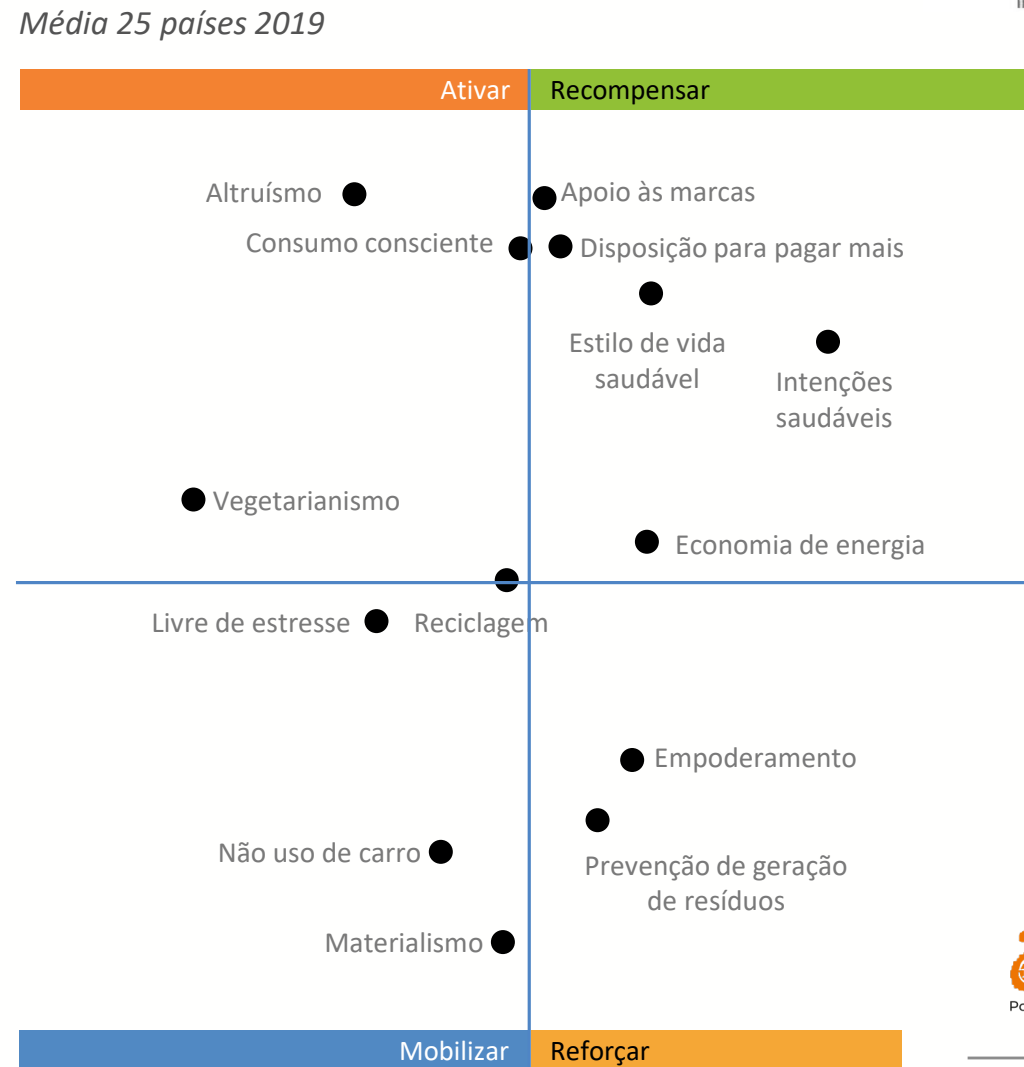 Média 25 países 2019
Ativar
Recompensar
Altruísmo
Apoio às marcas
Consumo consciente
Disposição para pagar mais
Estilo de vida
saudável
Intenções
saudáveis
Vegetarianismo
Economia de energia
Livre de estresse
Reciclagem
Empoderamento
Não uso de carro
Prevenção de geração
de resíduos
Materialismo
Mobilizar
Reforçar